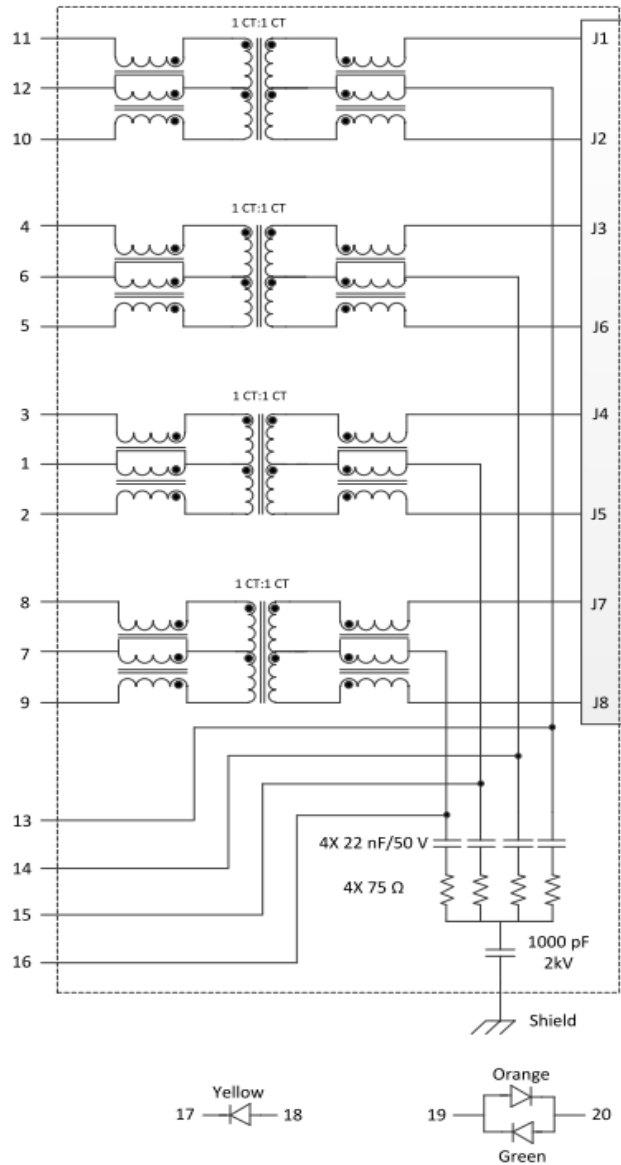 1 CT:1 CT
11 J1
12
10 J2
1 CT:1 CT
4 J3
6
5 J6
1 CT:1 CT
3 J4
1
2 J5
1 CT:1 CT
8 J7
7
9 J8
13
4X 22 nF/50 V
14
4X 75 Ω
15
1000 pF
2kV
16
Shield
Yellow
17 18
Orange
19 20
Green